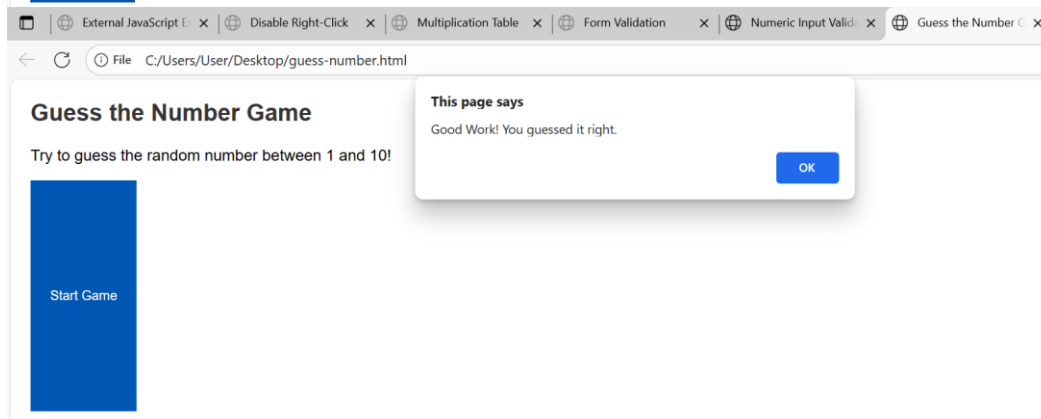 External JavaScript E
Disable Right-Click
Multiplication Table
Form Validation
Numeric Input Valida
Guess the Number G
File C:/Users/User/Desktop/guess-number.html
This page says
Good Work! You guessed it right.
OK
Guess the Number Game
Try to guess the random number between 1 and 10!
Start Game